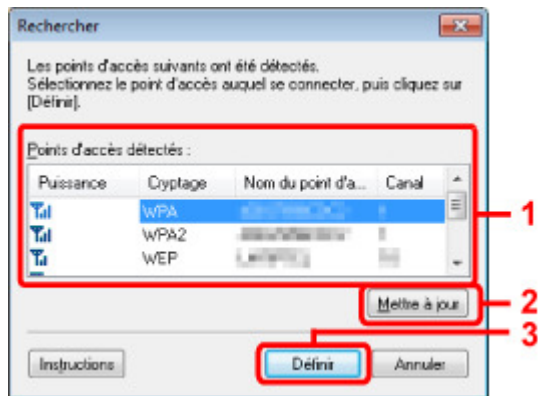 Rechercher
Les points d'accès suivants ont été détectés.
Sélectionnez le point d'accès auquel se connecter, puis cliquez sur
[Définir].
Points d'accès détectés :
Puissance Cryptage Nom du point d'a... Canal
WPA
WPA2
WEP
1
Mettre à jour
2
3
Instructions Définir Annuler